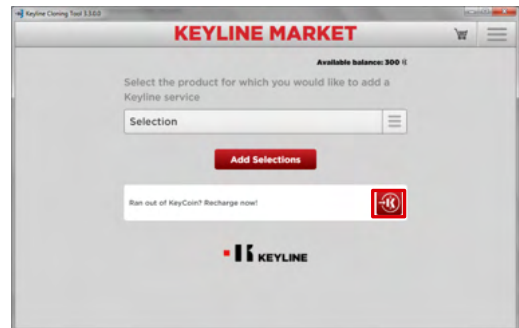 Keyline Cloning Tool 1.3.0.0
KEYLINE MARKET
Available balance: 300
Select the product for which you would like to add a
Keyline service
Selection
Add Selections
Ran out of KeyCoin? Recharge now!
KEYLINE